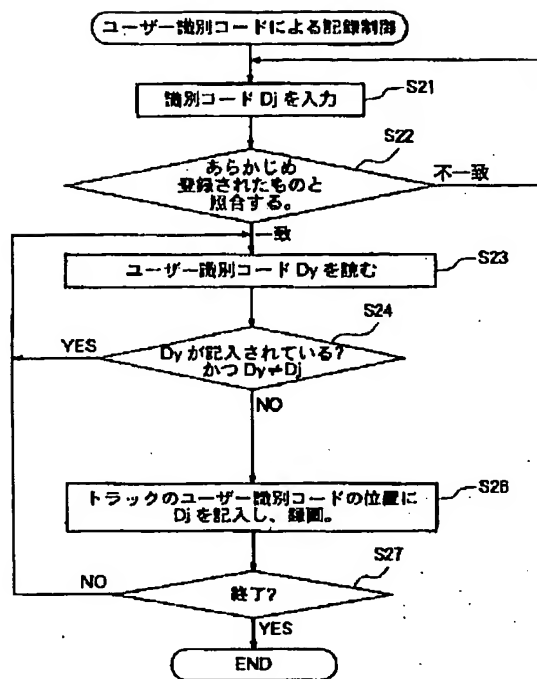 ユーザー識別コードによる記録制御
S21
識別コード Dj を入力
S22
あらかじめ
登録されたものと
照合する。
不一致
一致
S23
ユーザー識別コード Dy を読む
S24
YES
Dy が記入されている?
かつ Dy≠Dj
NO
S26
トラックのユーザー識別コードの位置に
Dj を記入し、録画。
S27
NO
終了?
YES
END